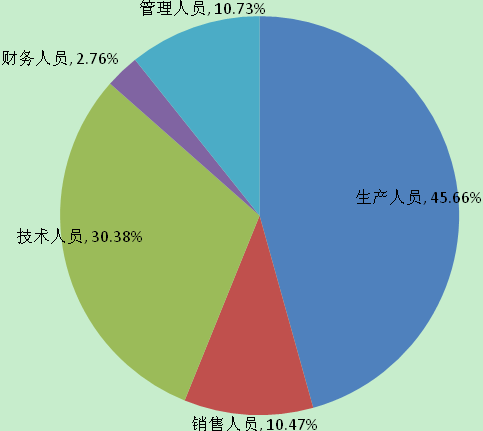 管理人员, 10.73%
财务人员, 2.76%
生产人员, 45.66%
技术人员, 30.38%
销售人员, 10.47%